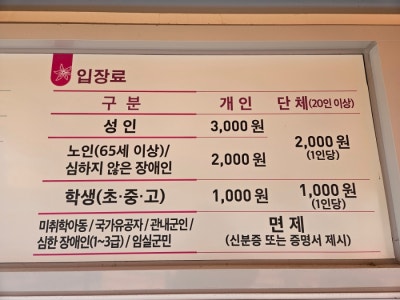 입장료
구 분 개 인 단 체(20인 이상)
성 인 3,000 원
2,000 원
(1인당)
노인(65세 이상)/
심하지 않은 장애인
2,000 원
학생(초·중·고) 1,000 원 1,000 원
(1인당)
미취학아동 / 국가유공자 / 관내군인 /
심한 장애인(1~3급) / 임실군민
면 제
(신분증 또는 증명서 제시)